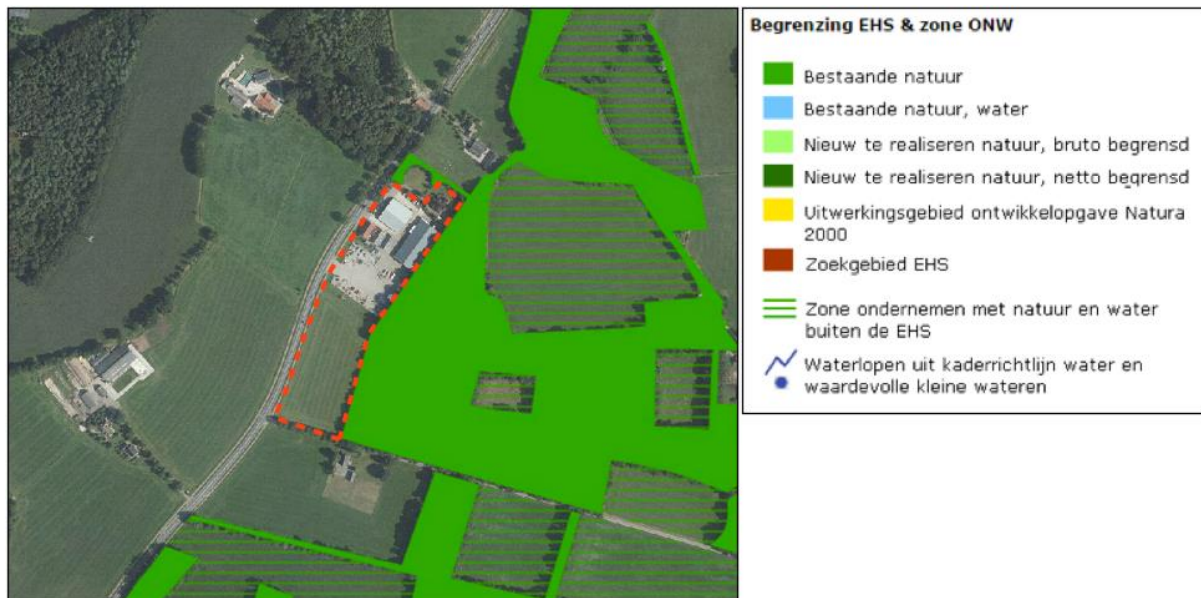 Begrenzing EHS & zone ONW
Bestaande natuur
Bestaande natuur, water
Nieuw te realiseren natuur, bruto begrensd
Nieuw te realiseren natuur, netto begrensd
Uitwerkingsgebied ontwikkelopgave Natura
2000
Zoekgebied EHS
Zone ondernemen met natuur en water
buiten de EHS
Waterlopen uit kaderrichtlijn water en
waardevolle kleine wateren